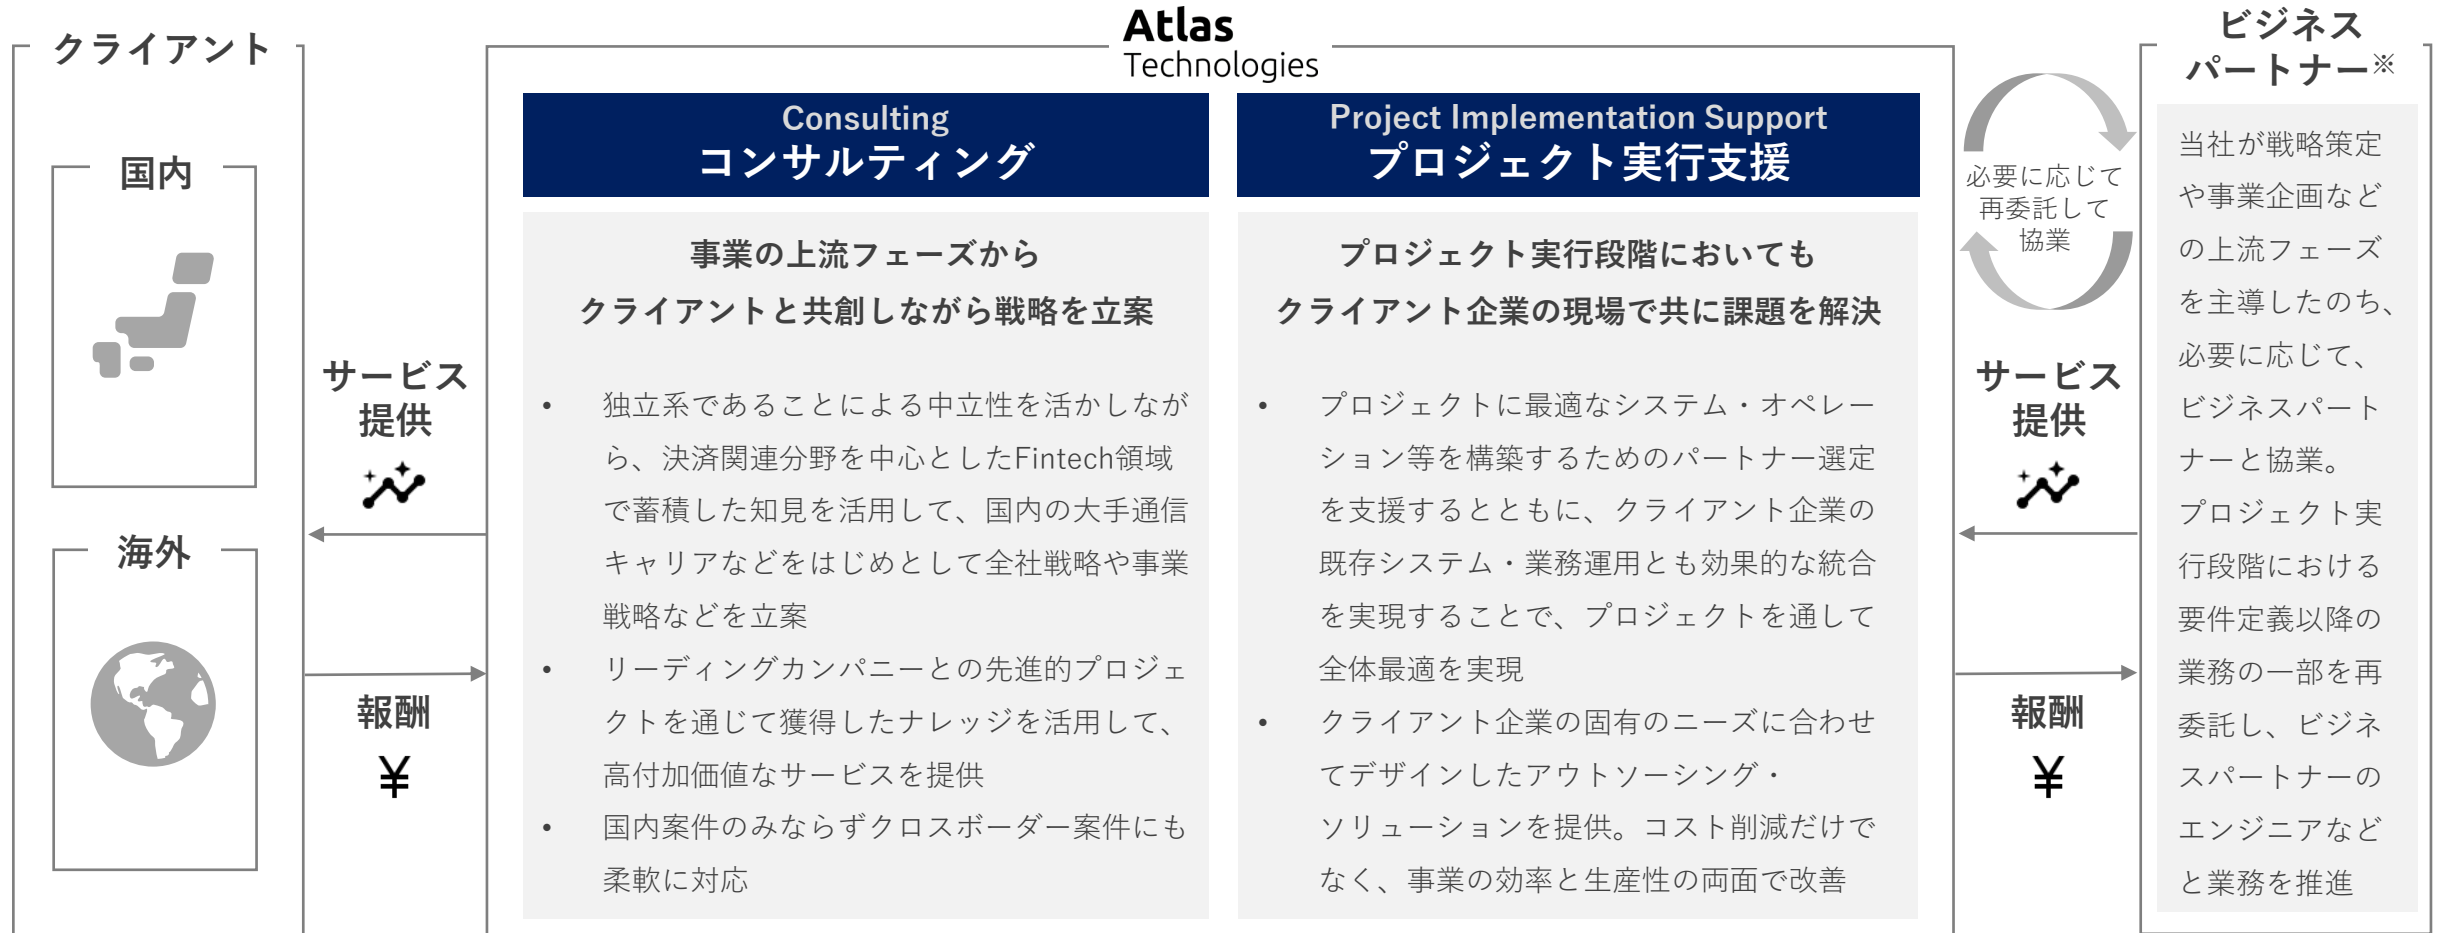 クライアント
国内
海外
サービス
提供
報酬
¥
Atlas
Technologies
Consulting
コンサルティング
事業の上流フェーズから
クライアントと共創しながら戦略を立案
• 独立系であることによる中立性を活かしなが
ら、決済関連分野を中心としたFintech領域
で蓄積した知見を活用して、国内の大手通信
キャリアなどをはじめとして全社戦略や事業
戦略などを立案
• リーディングカンパニーとの先進的プロジェ
クトを通じて獲得したナレッジを活用して、
高付加価値なサービスを提供
• 国内案件のみならずクロスボーダー案件にも
柔軟に対応
Project Implementation Support
プロジェクト実行支援
プロジェクト実行段階においても
クライアント企業の現場で共に課題を解決
• プロジェクトに最適なシステム・オペレー
ション等を構築するためのパートナー選定
を支援するとともに、クライアント企業の
既存システム・業務運用とも効果的な統合
を実現することで、プロジェクトを通して
全体最適を実現
• クライアント企業の固有のニーズに合わせ
てデザインしたアウトソーシング・
ソリューションを提供。コスト削減だけで
なく、事業の効率と生産性の両面で改善
必要に応じて
再委託して
協業
サービス
提供
報酬
¥
ビジネス
パートナー※
当社が戦略策定
や事業企画など
の上流フェーズ
を主導したのち、
必要に応じて、
ビジネスパート
ナーと協業。
プロジェクト実
行段階における
要件定義以降の
業務の一部を再
委託し、ビジネ
スパートナーの
エンジニアなど
と業務を推進